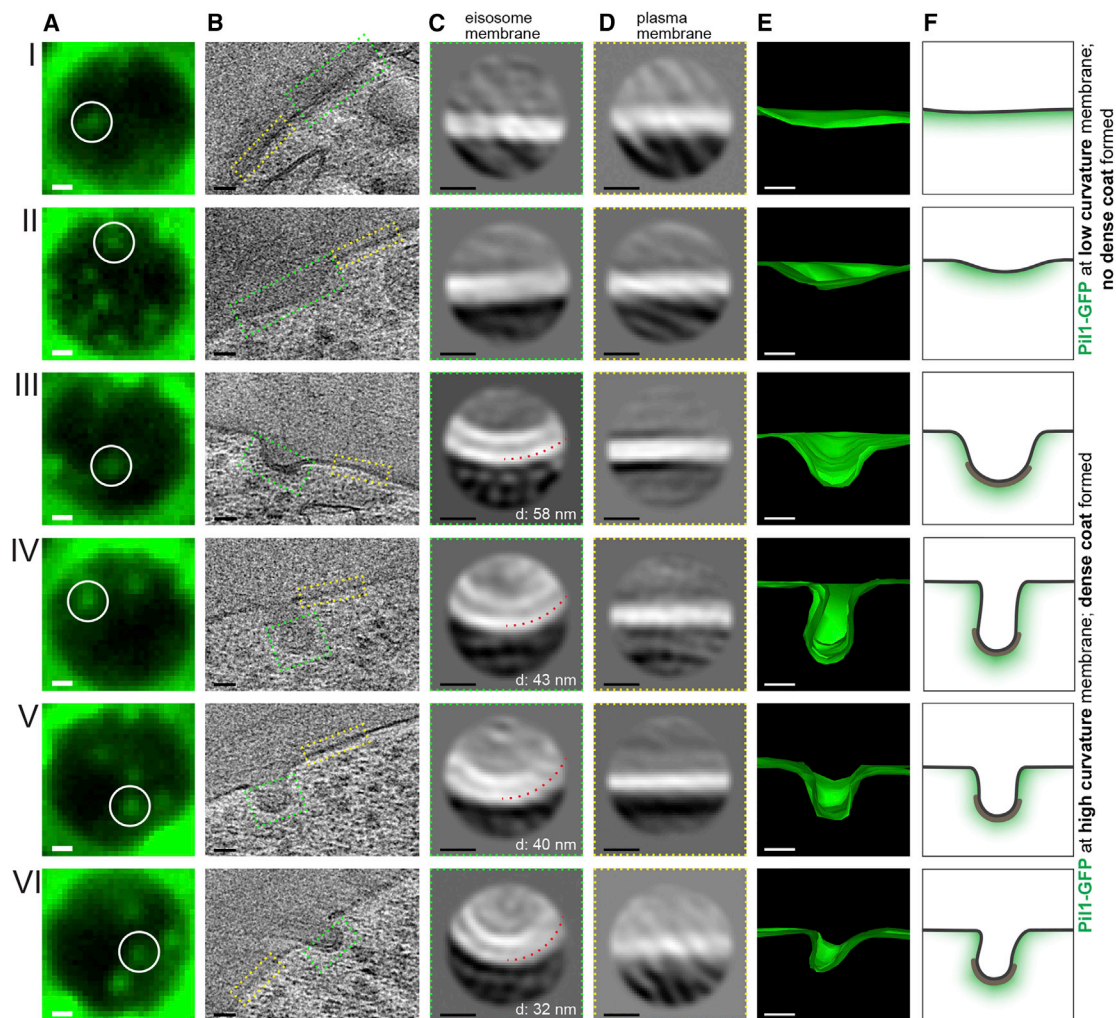 A
B
C
eisosome
membrane
D
plasma
membrane
E
F
I
II
III
d: 58 nm
IV
d: 43 nm
V
d: 40 nm
VI
d: 32 nm
Pil1-GFP at low curvature membrane;
no dense coat formed
Pil1-GFP at high curvature membrane; dense coat formed